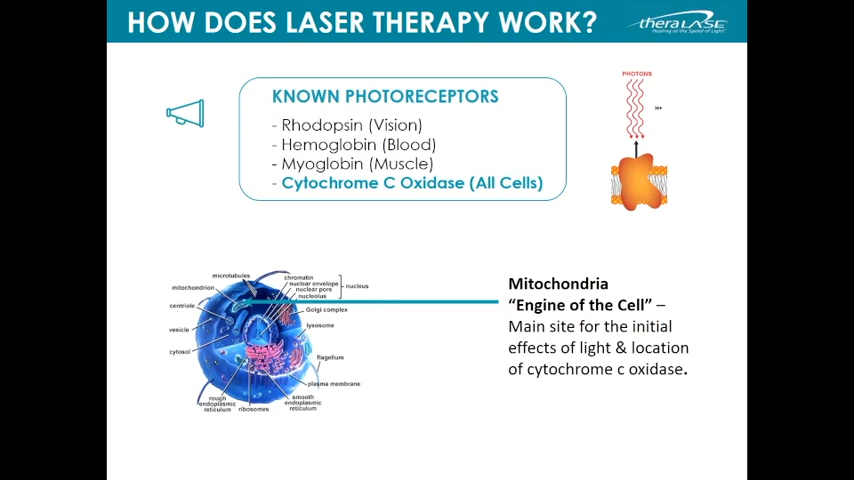 HOW DOES LASER THERAPY WORK?
theraLASE
Healing at the Speed of Light
KNOWN PHOTORECEPTORS
- Rhodopsin (Vision)
- Hemoglobin (Blood)
- Myoglobin (Muscle)
- Cytochrome C Oxidase (All Cells)
PHOTONS
microtubules
chromatin
nuclear envelope
nuclear pore
nucleolus
nucleus
mitochondrion
centriole
Golgi complex
vesicle
lysosome
cytosol
flagellum
plasma membrane
rough
endoplasmic
reticulum
ribosomes
smooth
endoplasmic
reticulum
Mitochondria
“Engine of the Cell” –
Main site for the initial
effects of light & location
of cytochrome c oxidase.